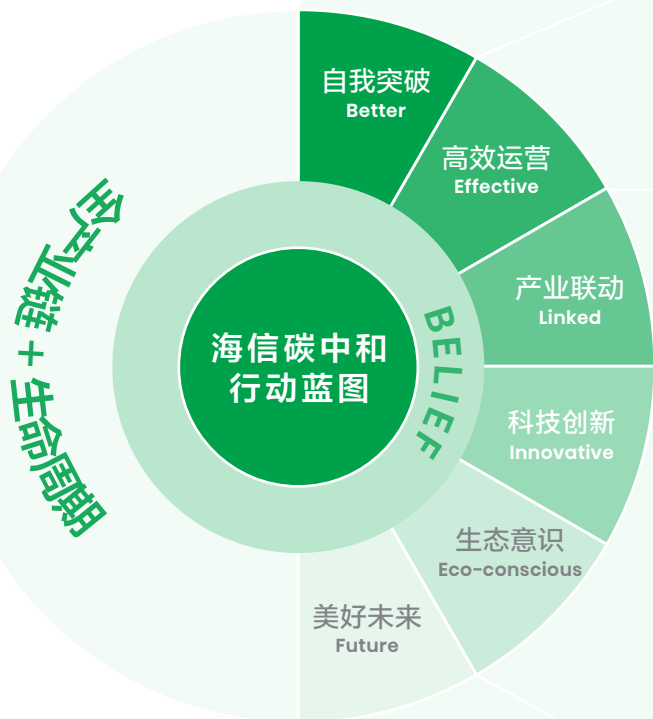 自我突破
Better
高效运营
Effective
产业联动
Linked
科技创新
Innovative
生态意识
Eco-conscious
美好未来
Future
BELIEF
海信碳中和
行动蓝图
全产业链 + 生命周期